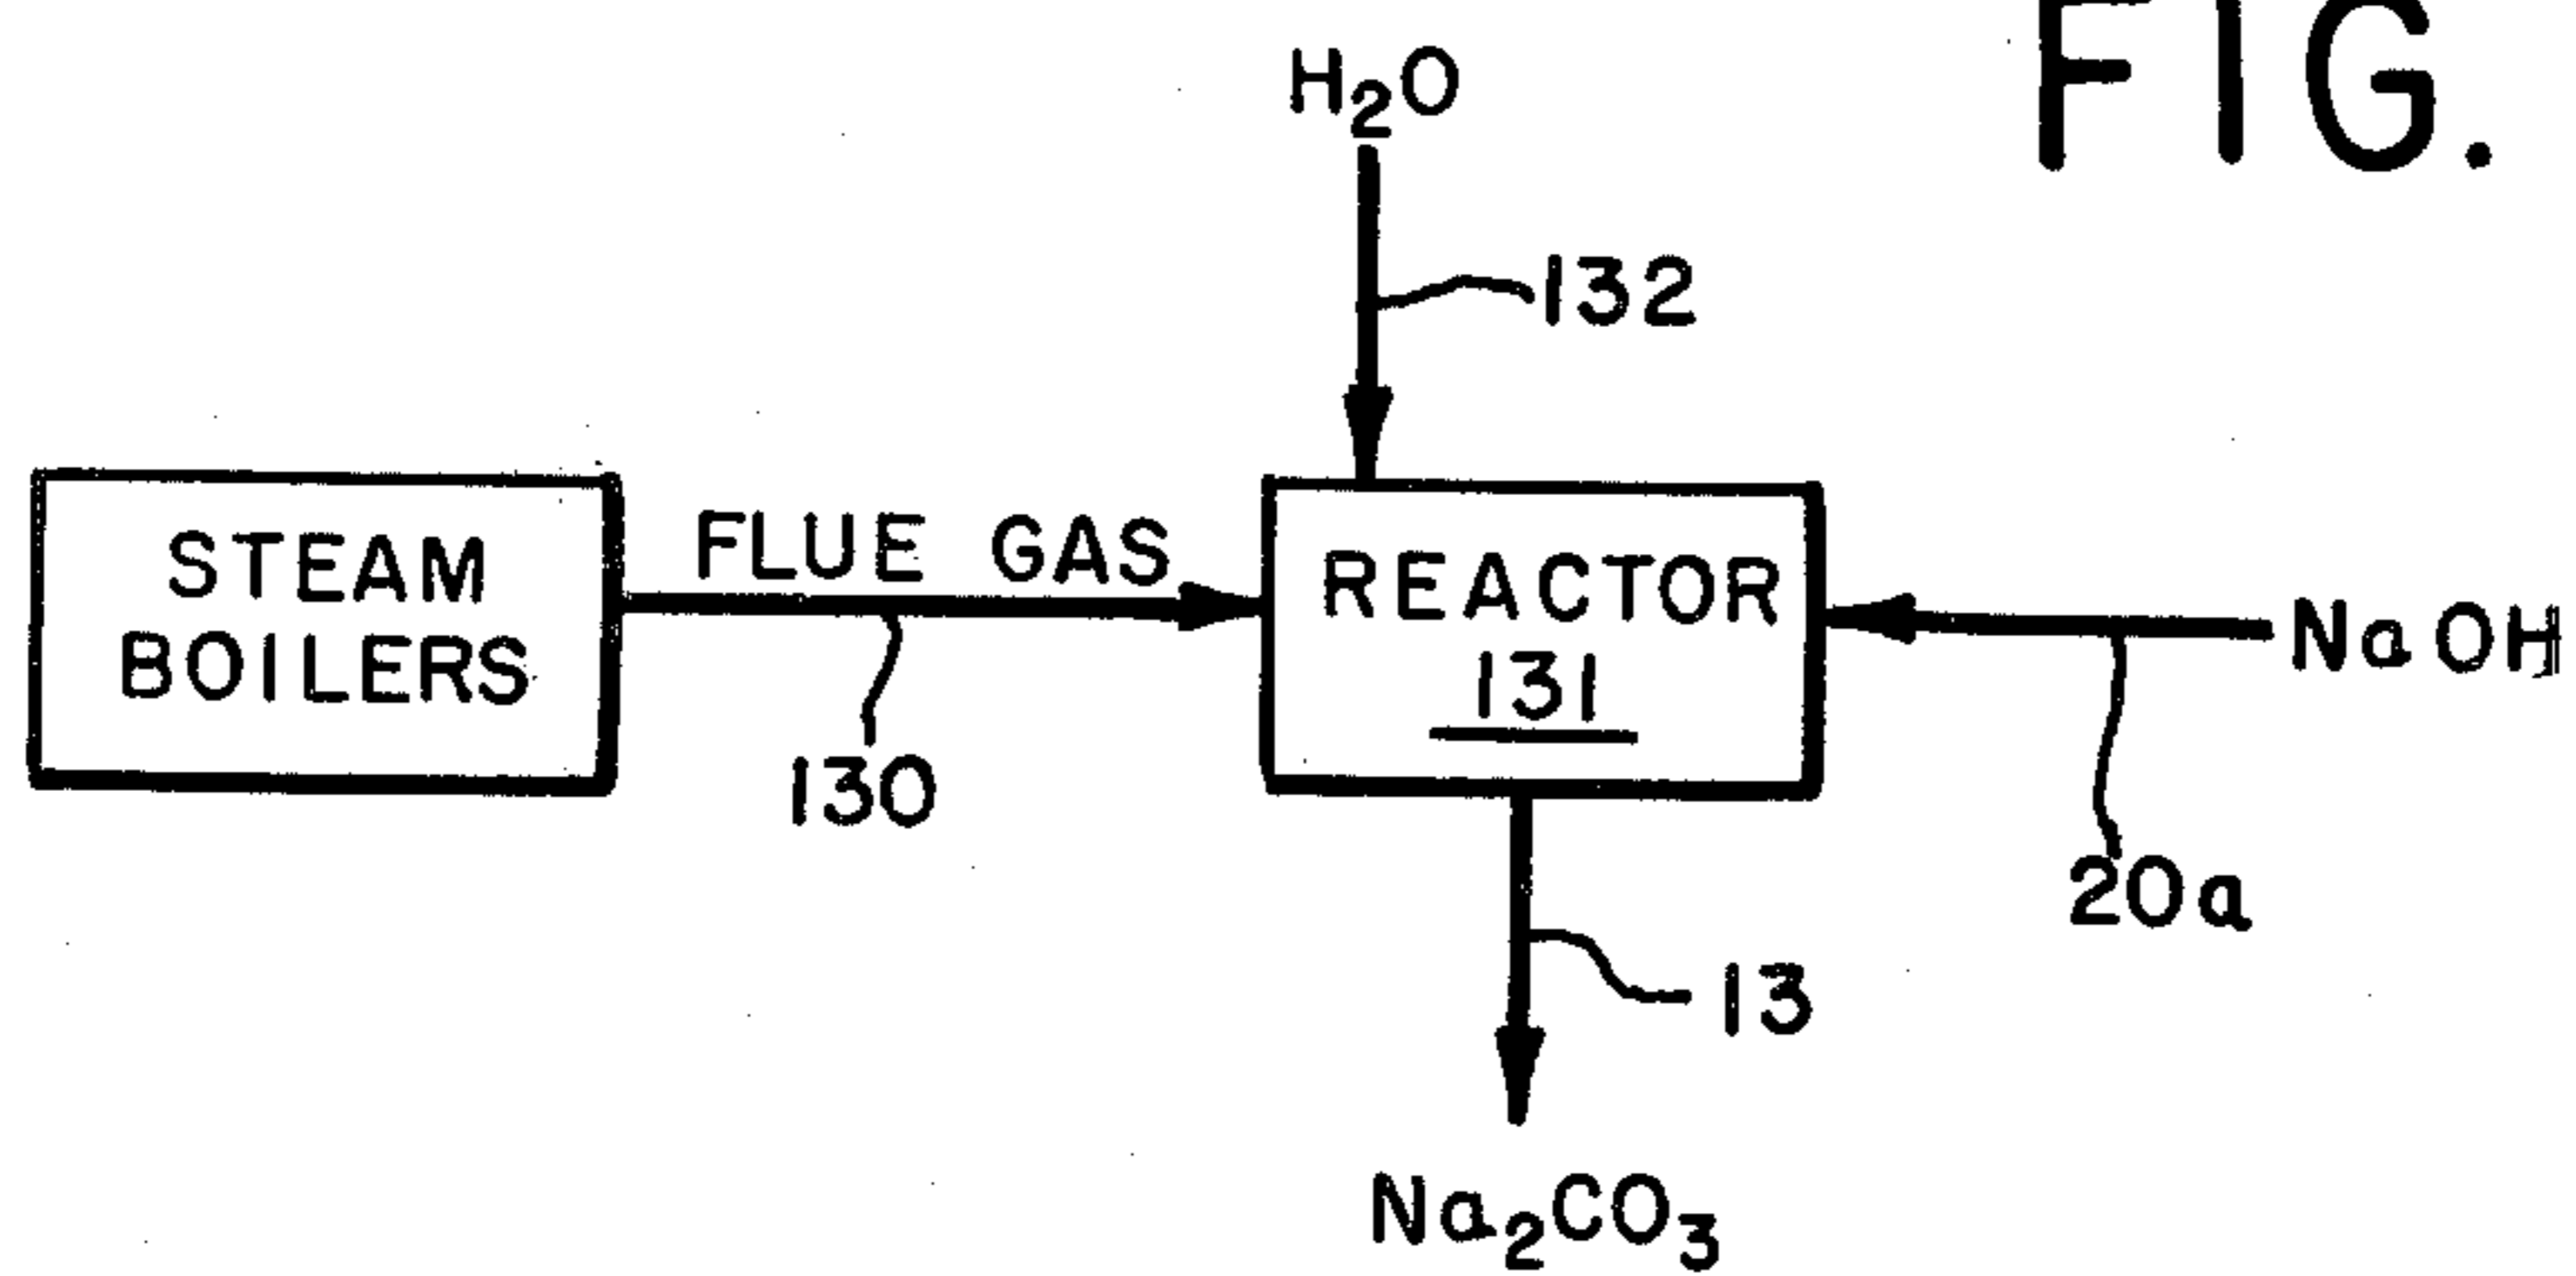 FIG.
H₂O
132
STEAM
BOILERS
FLUE GAS
130
REACTOR
131
NaOH
20a
13
Na₂CO₃